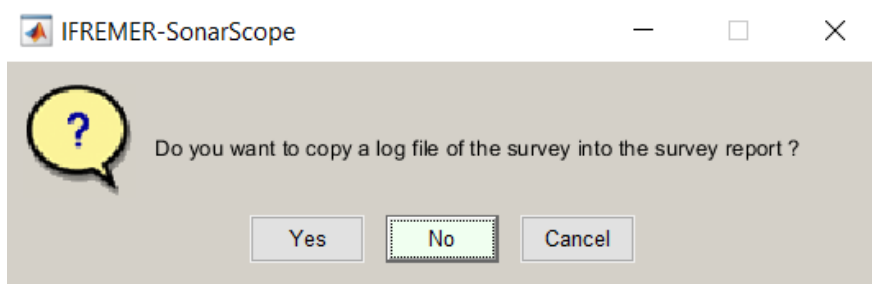 IFREMER-SonarScope
?
Do you want to copy a log file of the survey into the survey report ?
Yes No Cancel